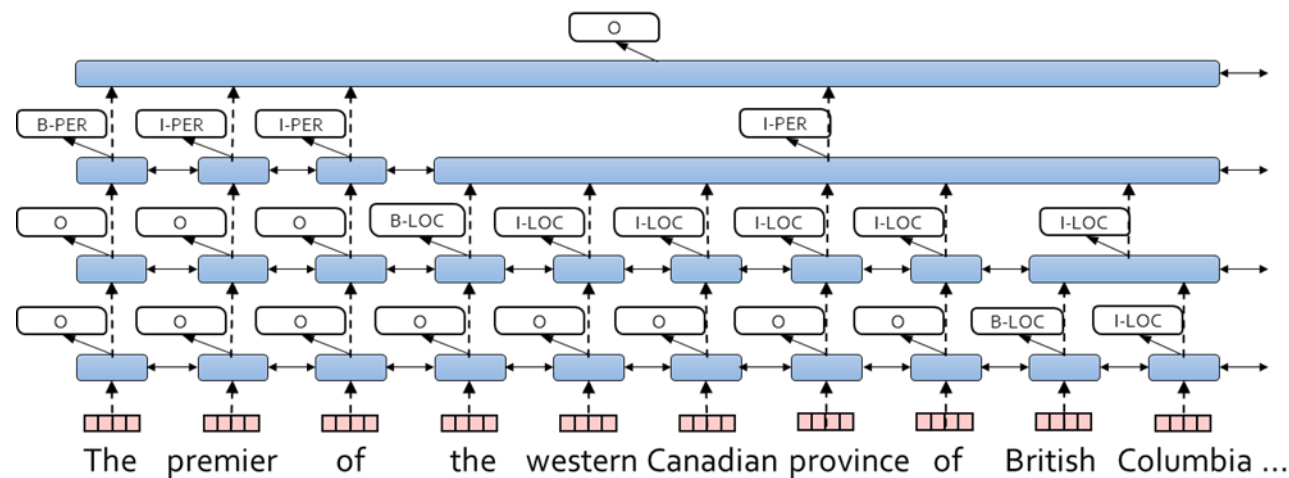 O
B-PER I-PER I-PER I-PER
O O O B-LOC I-LOC I-LOC I-LOC I-LOC I-LOC
O O O O O O O O B-LOC I-LOC
The premier of the western Canadian province of British Columbia ...